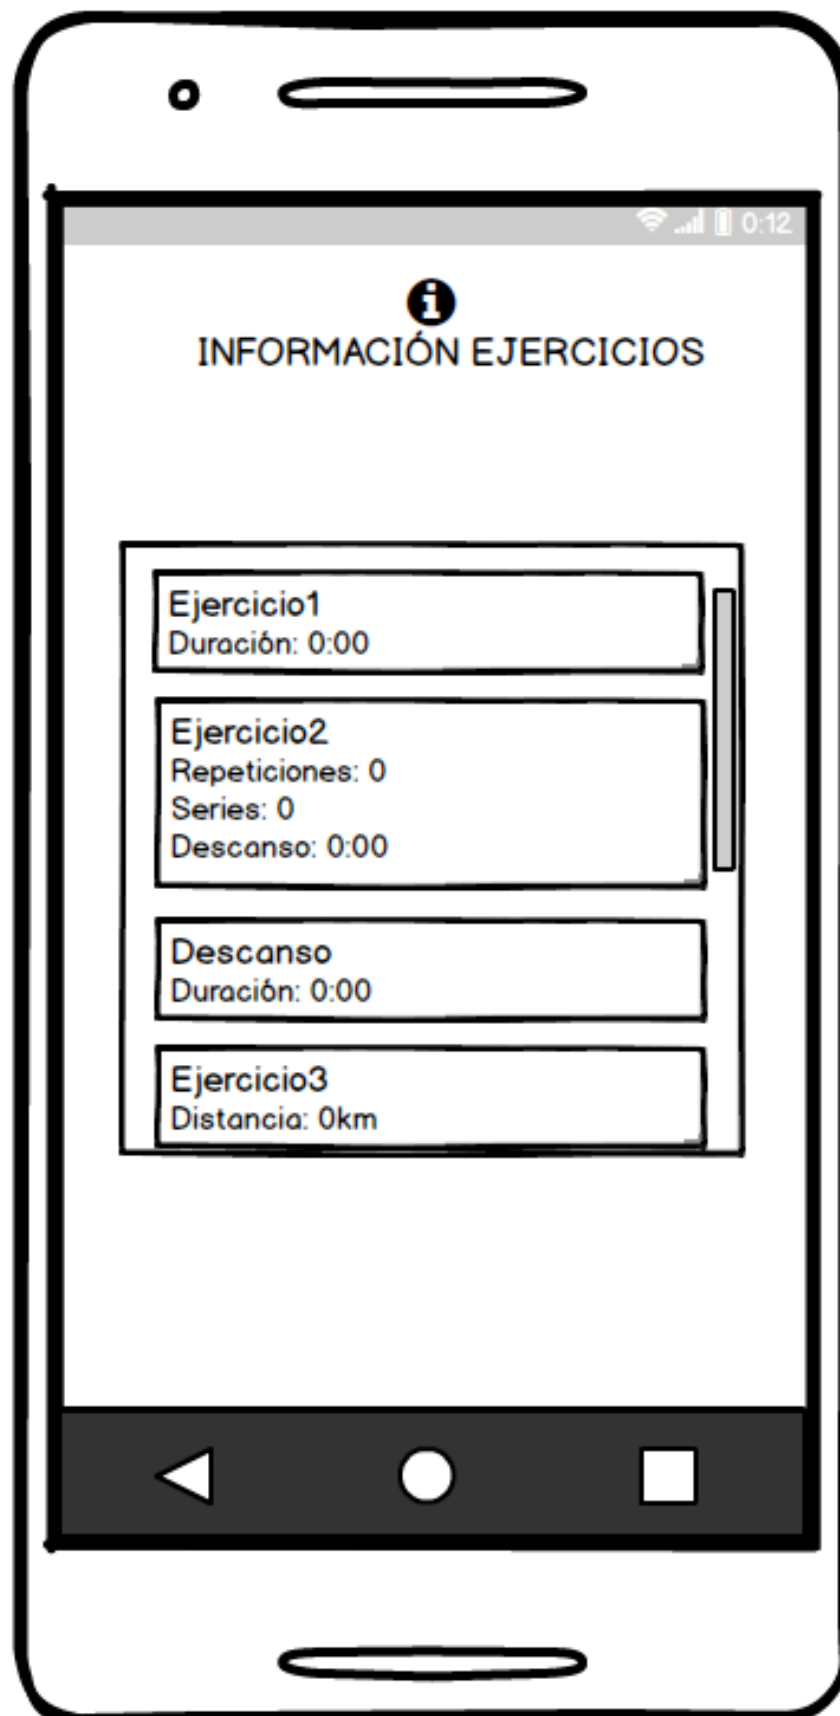 0:12
INFORMACIÓN EJERCICIOS
Ejercicio1
Duración: 0:00
Ejercicio2
Repeticiones: 0
Series: 0
Descanso: 0:00
Descanso
Duración: 0:00
Ejercicio3
Distancia: 0km